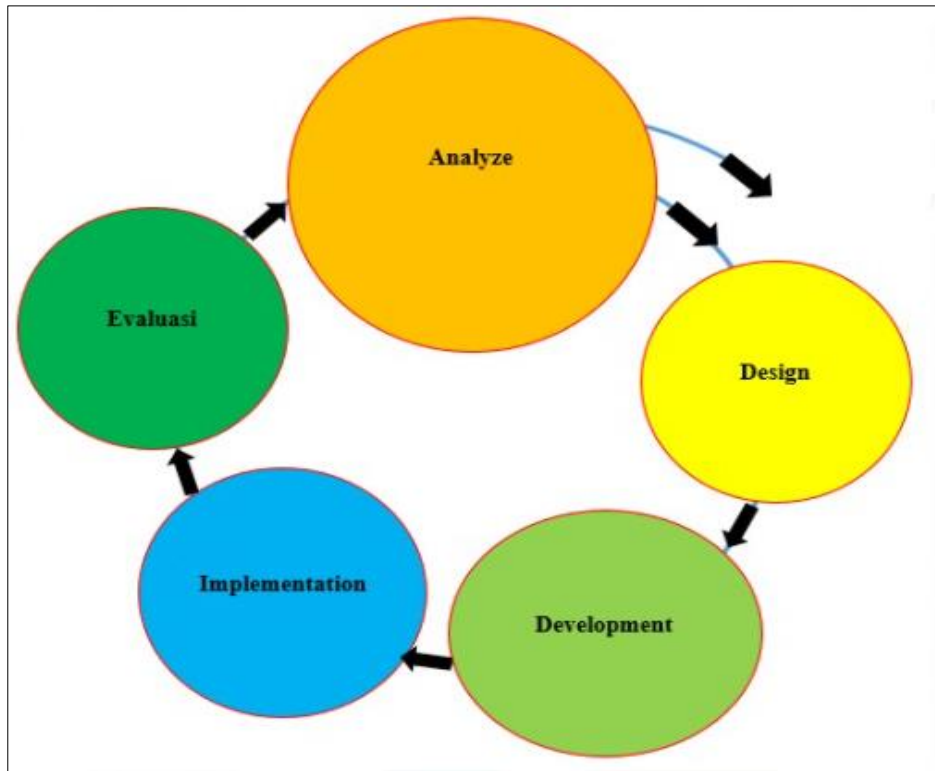 Analyze
Design
Development
Implementation
Evaluasi